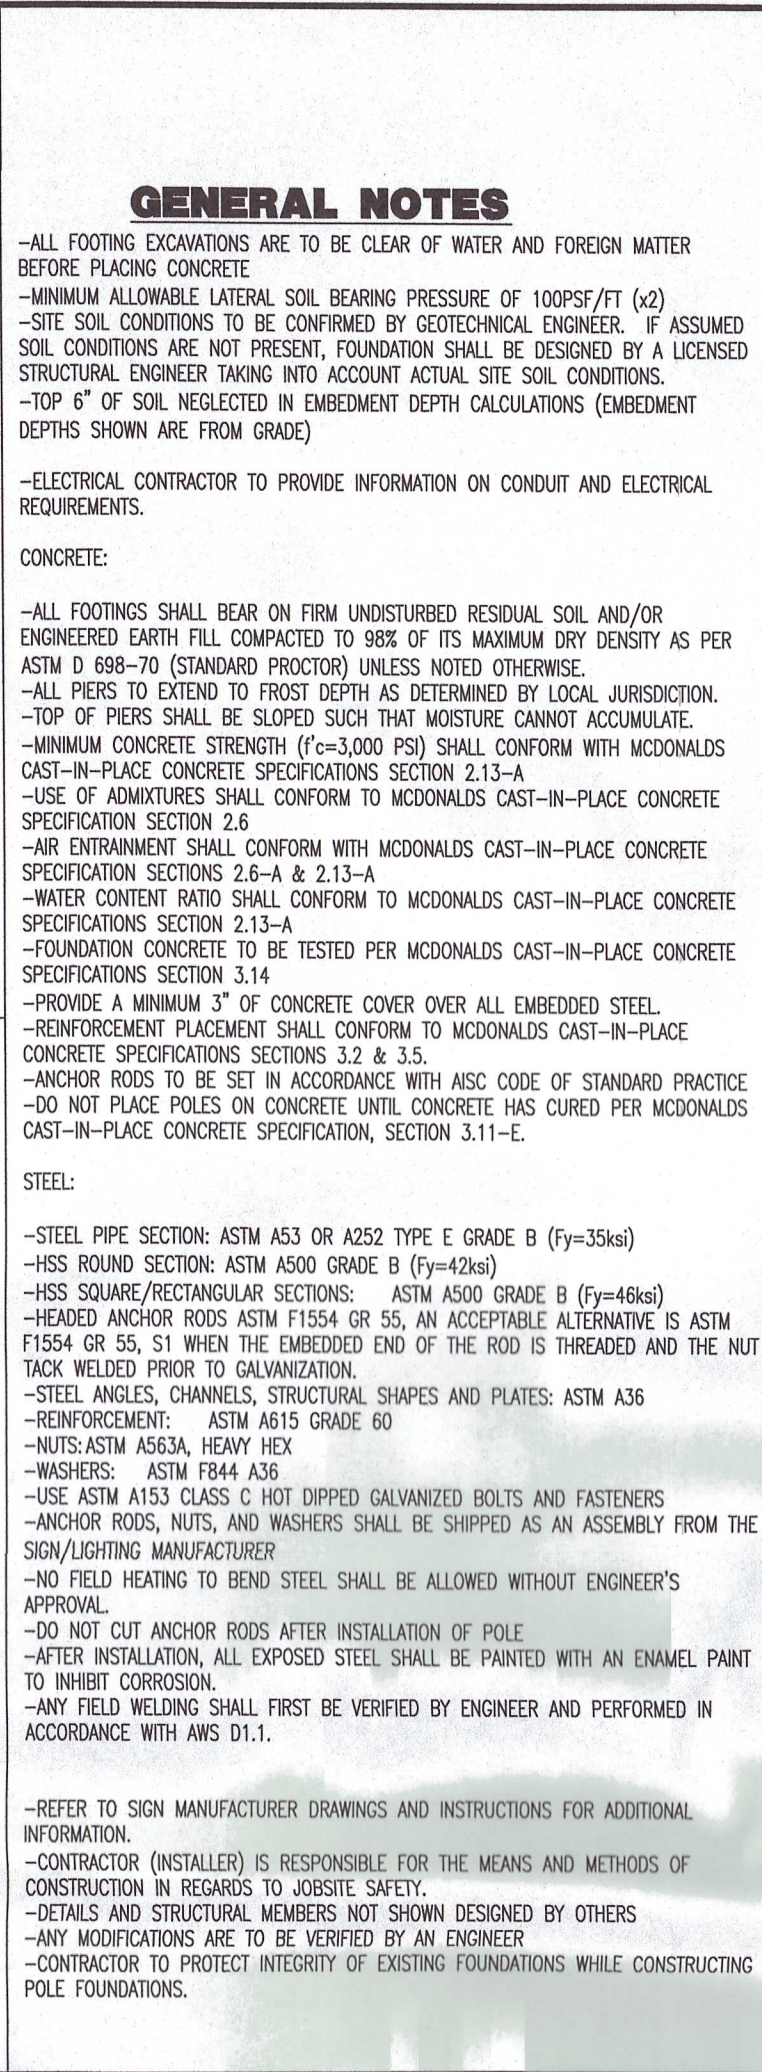 GENERAL NOTES
-ALL FOOTING EXCAVATIONS ARE TO BE CLEAR OF WATER AND FOREIGN MATTER
BEFORE PLACING CONCRETE
-MINIMUM ALLOWABLE LATERAL SOIL BEARING PRESSURE OF 100PSF/FT (x2)
-SITE SOIL CONDITIONS TO BE CONFIRMED BY GEOTECHNICAL ENGINEER. IF ASSUMED
SOIL CONDITIONS ARE NOT PRESENT, FOUNDATION SHALL BE DESIGNED BY A LICENSED
STRUCTURAL ENGINEER TAKING INTO ACCOUNT ACTUAL SITE SOIL CONDITIONS.
-TOP 6" OF SOIL NEGLECTED IN EMBEDMENT DEPTH CALCULATIONS (EMBEDMENT
DEPTHS SHOWN ARE FROM GRADE)
-ELECTRICAL CONTRACTOR TO PROVIDE INFORMATION ON CONDUIT AND ELECTRICAL
REQUIREMENTS.
CONCRETE:
-ALL FOOTINGS SHALL BEAR ON FIRM UNDISTURBED RESIDUAL SOIL AND/OR
ENGINEERED EARTH FILL COMPACTED TO 98% OF ITS MAXIMUM DRY DENSITY AS PER
ASTM D 698-70 (STANDARD PROCTOR) UNLESS NOTED OTHERWISE.
-ALL PIERS TO EXTEND TO FROST DEPTH AS DETERMINED BY LOCAL JURISDICTION.
-TOP OF PIERS SHALL BE SLOPED SUCH THAT MOISTURE CANNOT ACCUMULATE.
-MINIMUM CONCRETE STRENGTH (f'c=3,000 PSI) SHALL CONFORM WITH MCDONALDS
CAST-IN-PLACE CONCRETE SPECIFICATIONS SECTION 2.13-A
-USE OF ADMIXTURES SHALL CONFORM TO MCDONALDS CAST-IN-PLACE CONCRETE
SPECIFICATION SECTION 2.6
-AIR ENTRAINMENT SHALL CONFORM WITH MCDONALDS CAST-IN-PLACE CONCRETE
SPECIFICATION SECTIONS 2.6-A & 2.13-A
-WATER CONTENT RATIO SHALL CONFORM TO MCDONALDS CAST-IN-PLACE CONCRETE
SPECIFICATIONS SECTION 2.13-A
-FOUNDATION CONCRETE TO BE TESTED PER MCDONALDS CAST-IN-PLACE CONCRETE
SPECIFICATIONS SECTION 3.14
-PROVIDE A MINIMUM 3" OF CONCRETE COVER OVER ALL EMBEDDED STEEL.
-REINFORCEMENT PLACEMENT SHALL CONFORM TO MCDONALDS CAST-IN-PLACE
CONCRETE SPECIFICATIONS SECTIONS 3.2 & 3.5.
-ANCHOR RODS TO BE SET IN ACCORDANCE WITH AISC CODE OF STANDARD PRACTICE
-DO NOT PLACE POLES ON CONCRETE UNTIL CONCRETE HAS CURED PER MCDONALDS
CAST-IN-PLACE CONCRETE SPECIFICATION, SECTION 3.11-E.
STEEL:
-STEEL PIPE SECTION: ASTM A53 OR A252 TYPE E GRADE B (Fy=35ksi)
-HSS ROUND SECTION: ASTM A500 GRADE B (Fy=42ksi)
-HSS SQUARE/RECTANGULAR SECTIONS: ASTM A500 GRADE B (Fy=46ksi)
-HEADED ANCHOR RODS ASTM F1554 GR 55, AN ACCEPTABLE ALTERNATIVE IS ASTM
F1554 GR 55, S1 WHEN THE EMBEDDED END OF THE ROD IS THREADED AND THE NUT
TACK WELDED PRIOR TO GALVANIZATION.
-STEEL ANGLES, CHANNELS, STRUCTURAL SHAPES AND PLATES: ASTM A36
-REINFORCEMENT: ASTM A615 GRADE 60
-NUTS: ASTM A563A, HEAVY HEX
-WASHERS: ASTM F844 A36
-USE ASTM A153 CLASS C HOT DIPPED GALVANIZED BOLTS AND FASTENERS
-ANCHOR RODS, NUTS, AND WASHERS SHALL BE SHIPPED AS AN ASSEMBLY FROM THE
SIGN/LIGHTING MANUFACTURER
-NO FIELD HEATING TO BEND STEEL SHALL BE ALLOWED WITHOUT ENGINEER'S
APPROVAL.
-DO NOT CUT ANCHOR RODS AFTER INSTALLATION OF POLE
-AFTER INSTALLATION, ALL EXPOSED STEEL SHALL BE PAINTED WITH AN ENAMEL PAINT
TO INHIBIT CORROSION.
-ANY FIELD WELDING SHALL FIRST BE VERIFIED BY ENGINEER AND PERFORMED IN
ACCORDANCE WITH AWS D1.1.
-REFER TO SIGN MANUFACTURER DRAWINGS AND INSTRUCTIONS FOR ADDITIONAL
INFORMATION.
-CONTRACTOR (INSTALLER) IS RESPONSIBLE FOR THE MEANS AND METHODS OF
CONSTRUCTION IN REGARDS TO JOBSITE SAFETY.
-DETAILS AND STRUCTURAL MEMBERS NOT SHOWN DESIGNED BY OTHERS
-ANY MODIFICATIONS ARE TO BE VERIFIED BY AN ENGINEER
-CONTRACTOR TO PROTECT INTEGRITY OF EXISTING FOUNDATIONS WHILE CONSTRUCTING
POLE FOUNDATIONS.